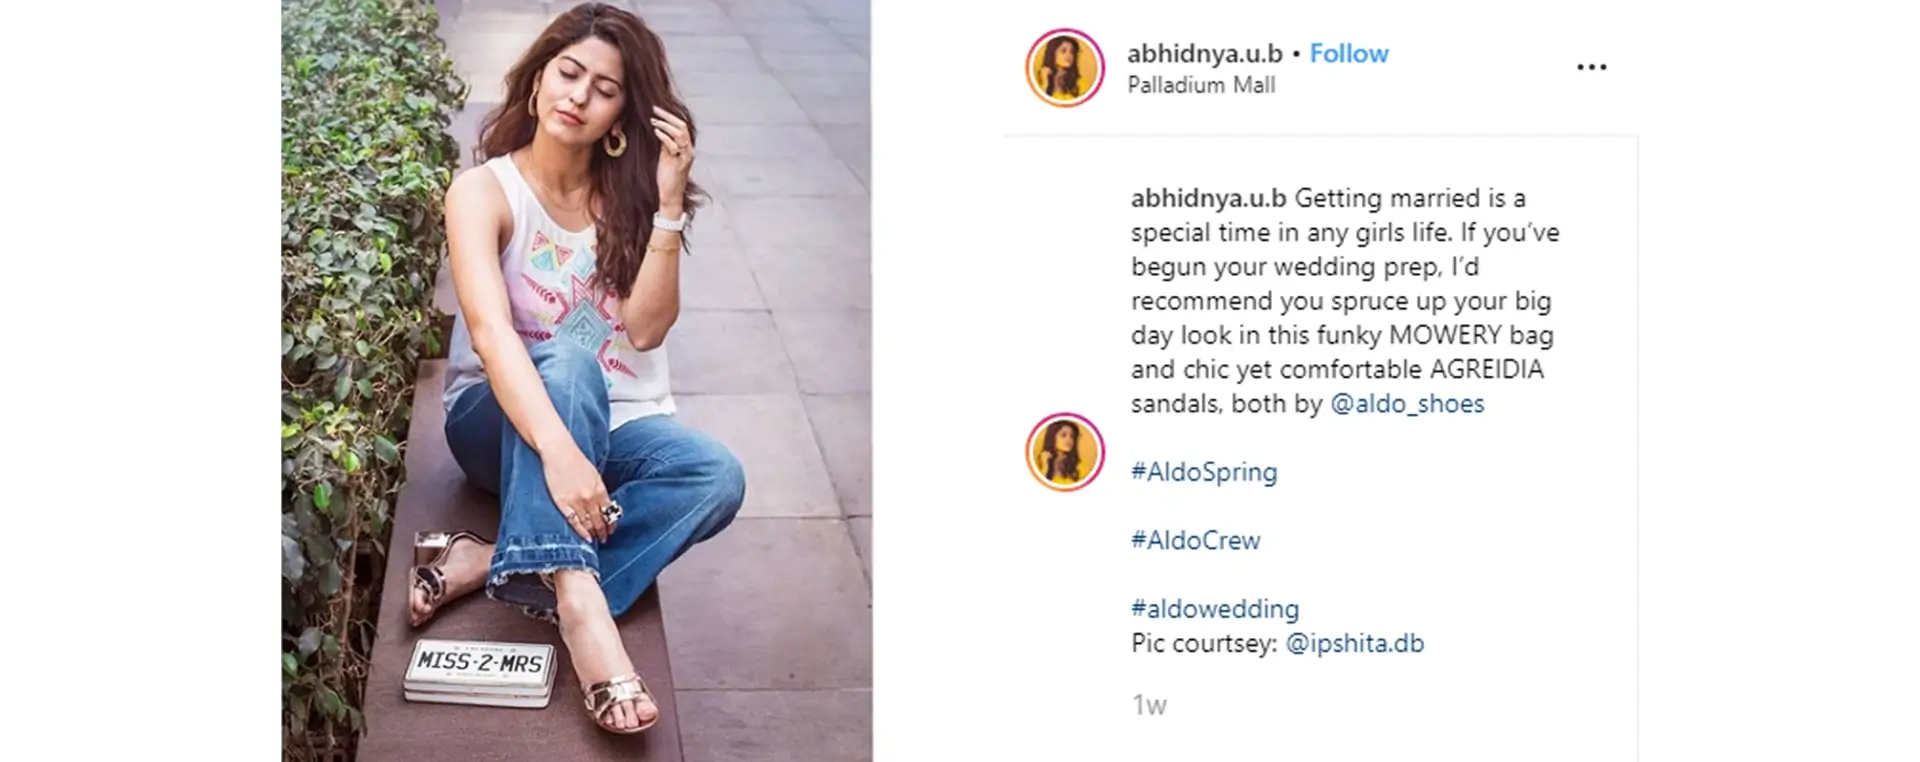 MISS-2-MRS
abhidnya.u.b • Follow
Palladium Mall
abhidnya.u.b Getting married is a
special time in any girls life. If you’ve
begun your wedding prep, I’d
recommend you spruce up your big
day look in this funky MOWERY bag
and chic yet comfortable AGREIDIA
sandals, both by @aldo_shoes
#AldoSpring
#AldoCrew
#aldowedding
Pic courtsey: @ipshita.db
1w